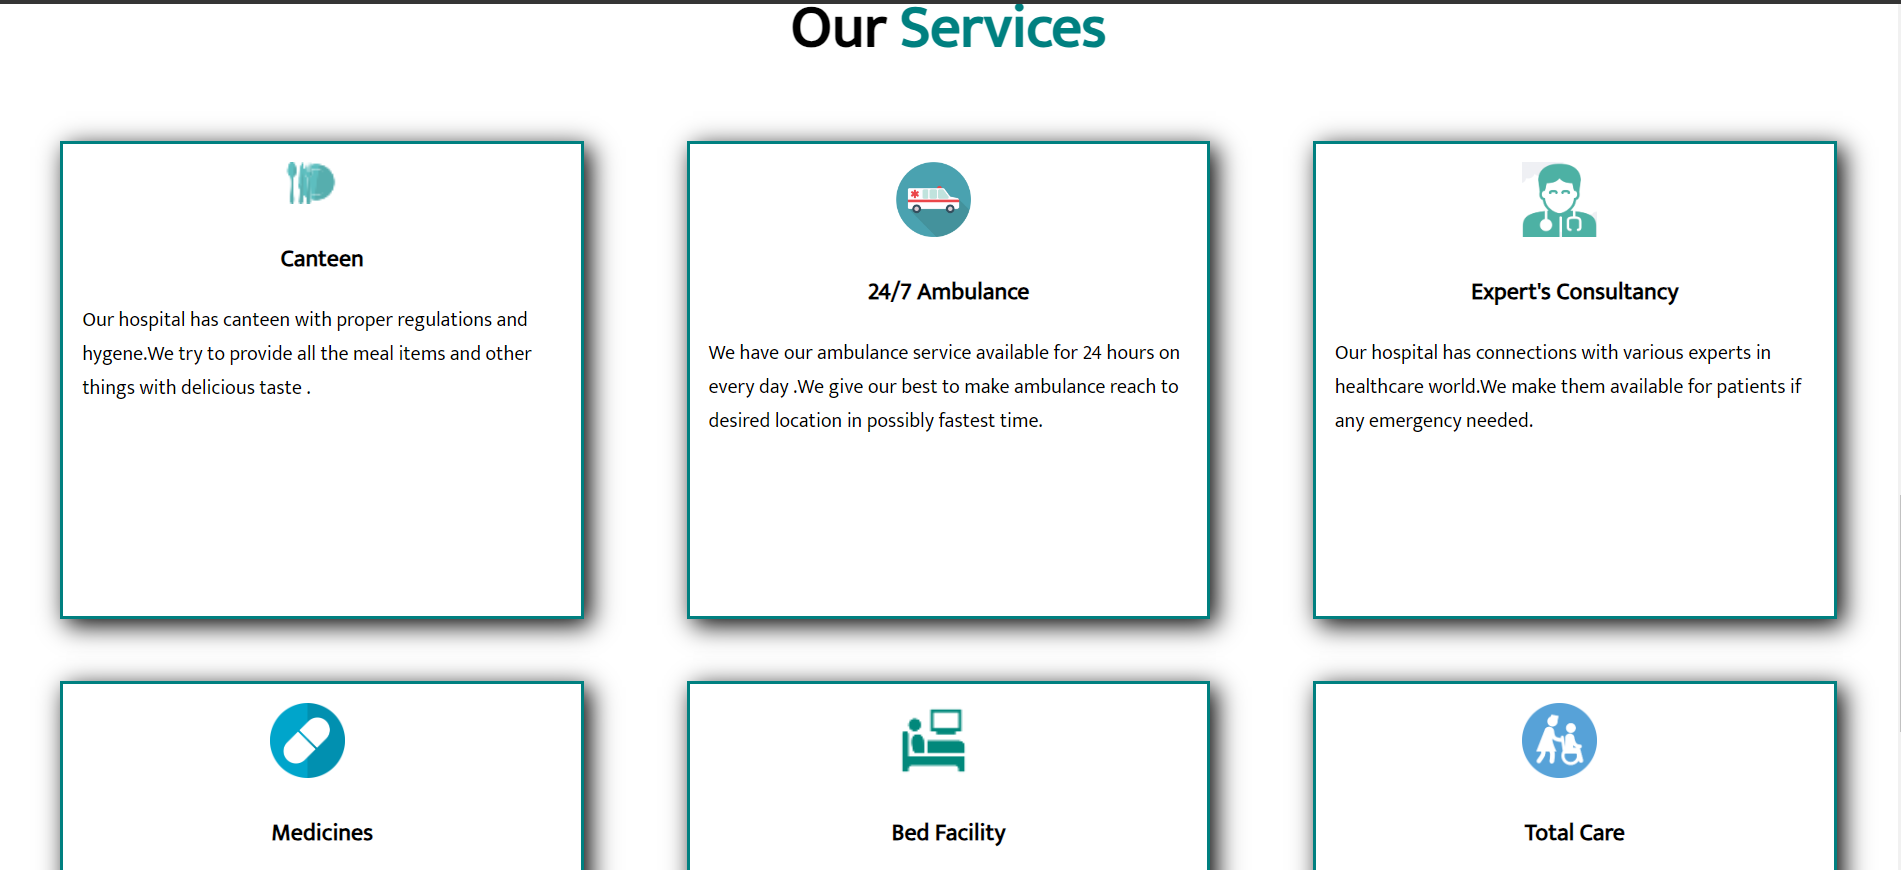 Our Services
Canteen
Our hospital has canteen with proper regulations and
hygene.We try to provide all the meal items and other
things with delicious taste .
24/7 Ambulance
We have our ambulance service available for 24 hours on
every day .We give our best to make ambulance reach to
desired location in possibly fastest time.
Expert's Consultancy
Our hospital has connections with various experts in
healthcare world.We make them available for patients if
any emergency needed.
Medicines
Bed Facility
Total Care